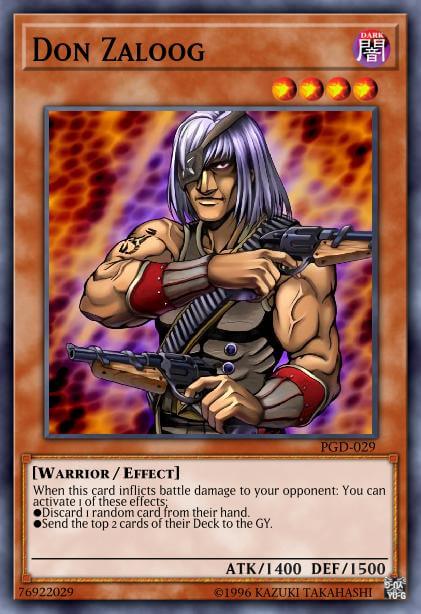 DON ZALOOG
DARK
闇
PGD-029
[WARRIOR / EFFECT]
When this card inflicts battle damage to your opponent: You can
activate 1 of these effects;
●Discard 1 random card from their hand.
●Send the top 2 cards of their Deck to the GY.
ATK/1400 DEF/1500
76922029
©1996 KAZUKI TAKAHASHI